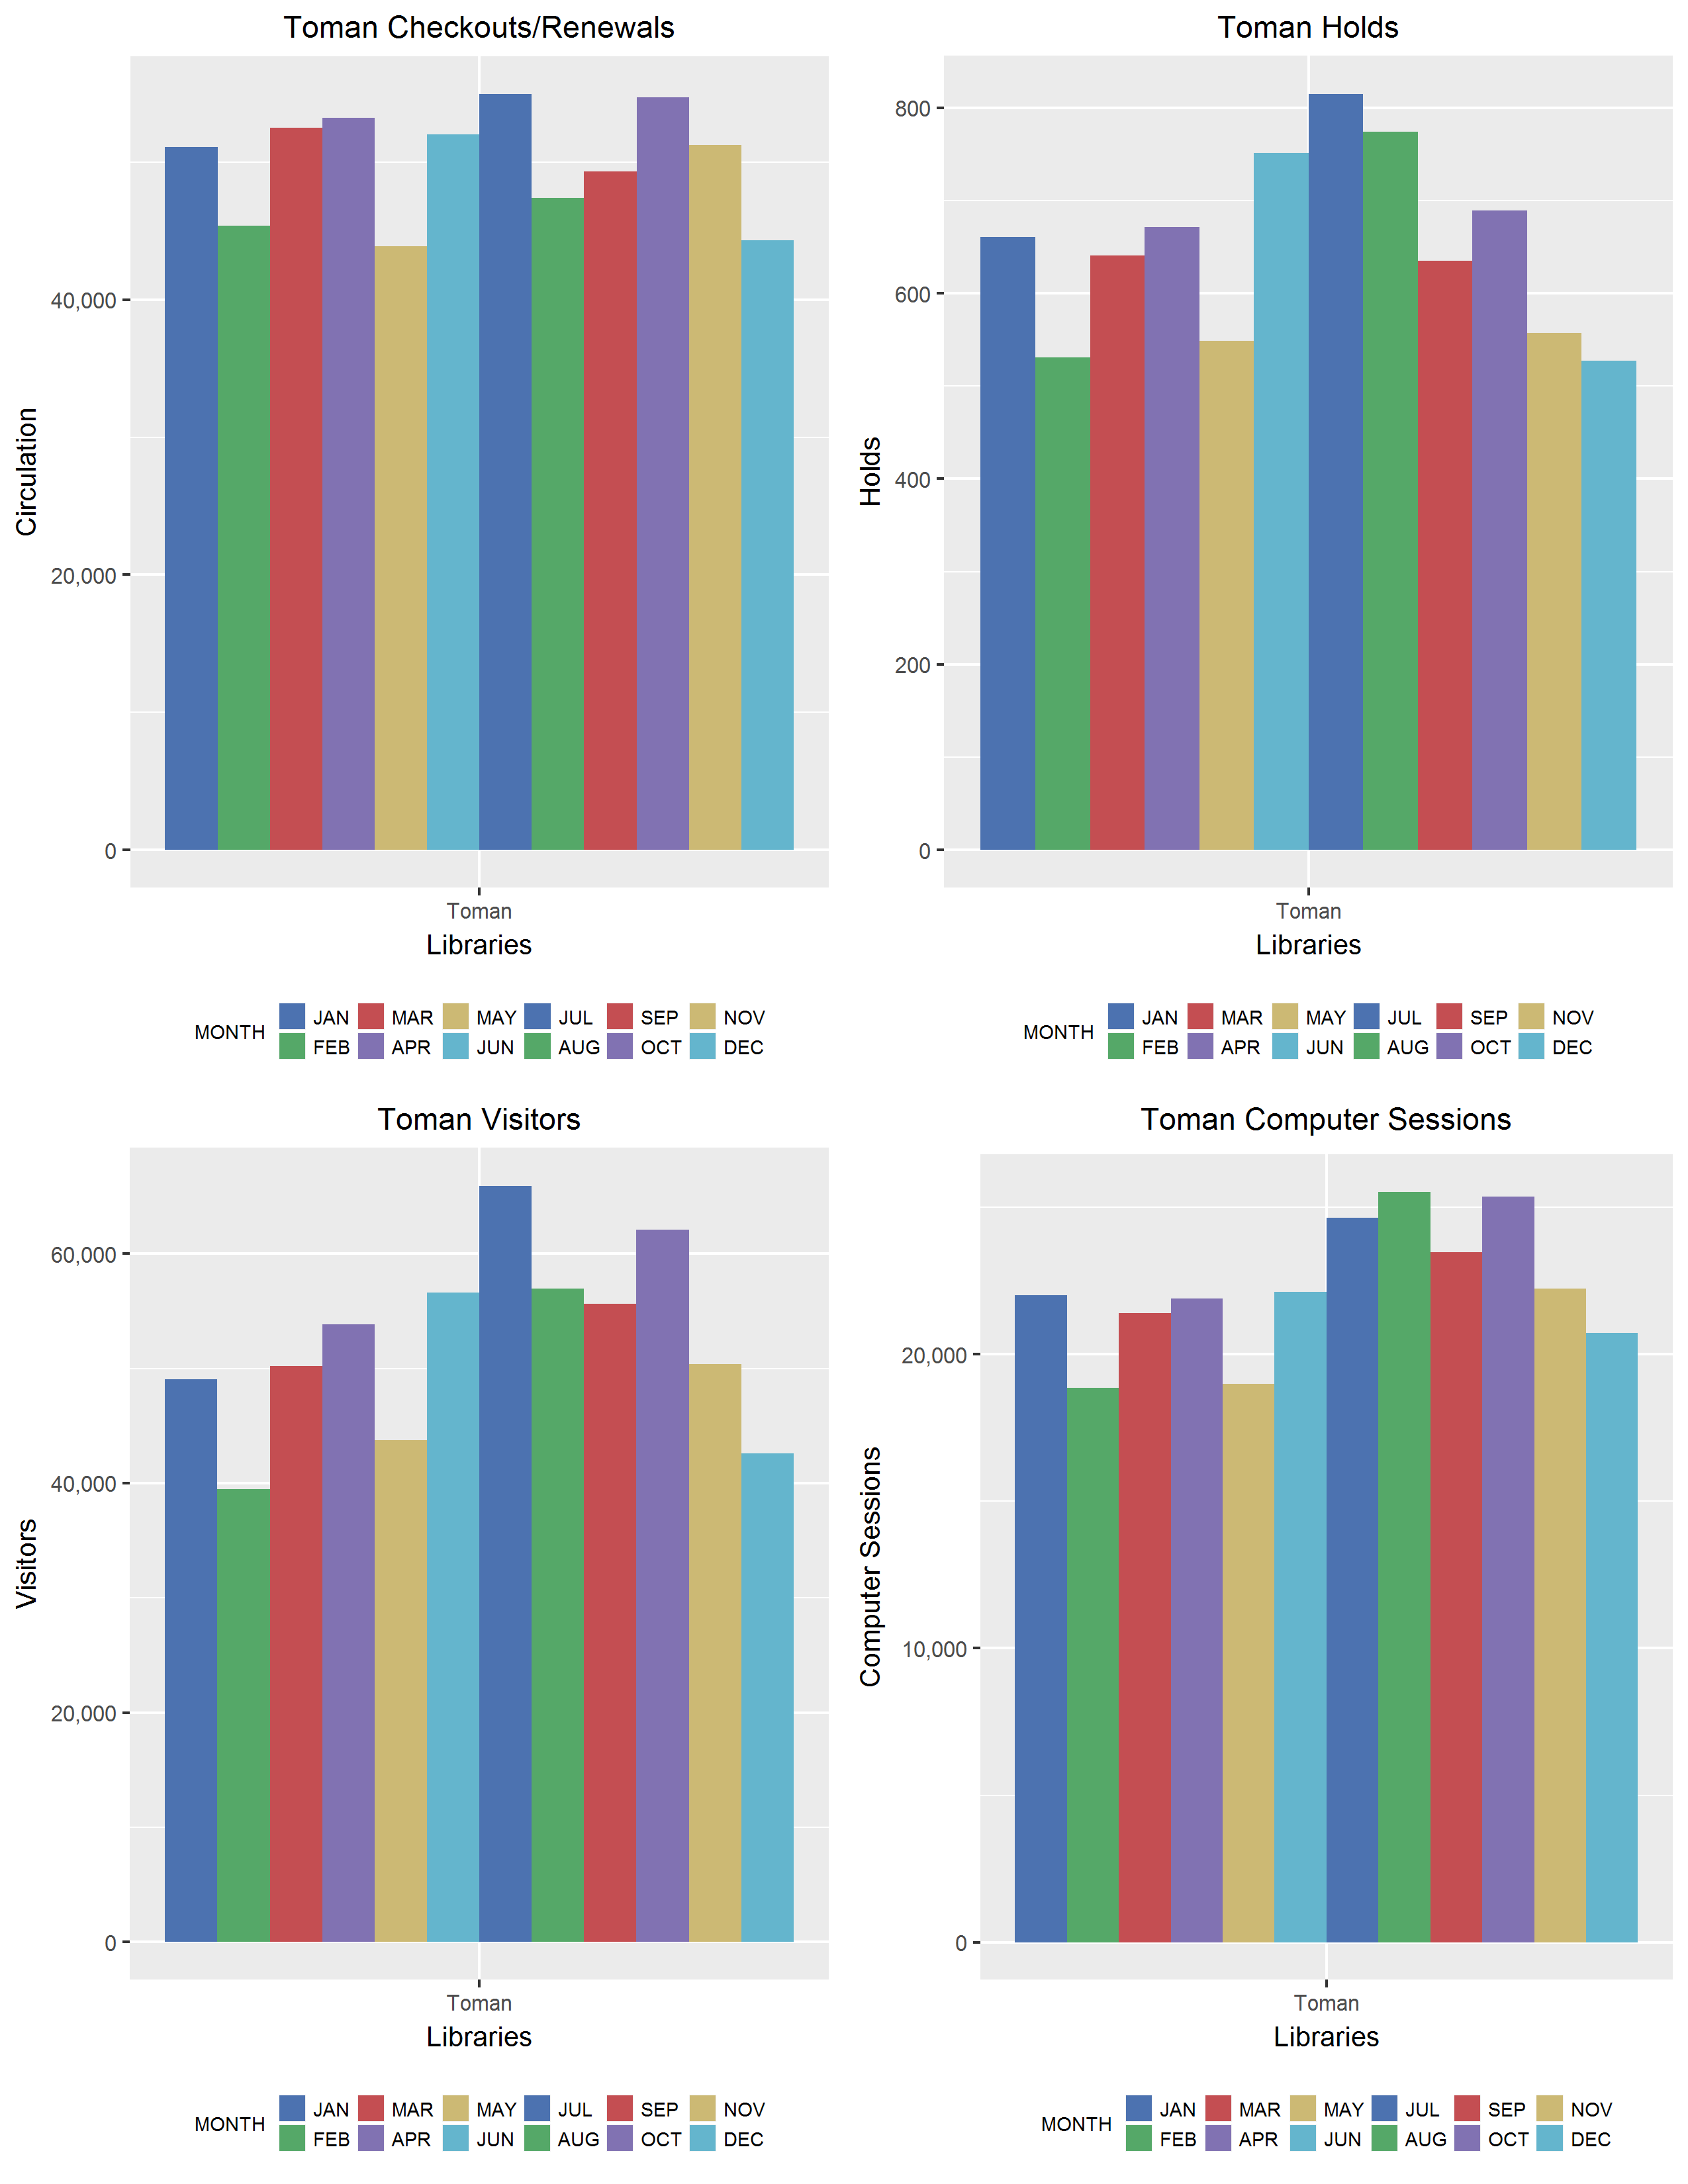 Toman Checkouts/Renewals
Circulation
40,000
20,000
0
Toman
Libraries
MONTH
JAN MAR MAY JUL SEP NOV
FEB APR JUN AUG OCT DEC
Toman Holds
Holds
800
600
400
200
0
Toman
Libraries
MONTH
JAN MAR MAY JUL SEP NOV
FEB APR JUN AUG OCT DEC
Toman Visitors
Visitors
60,000
40,000
20,000
0
Toman
Libraries
MONTH
JAN MAR MAY JUL SEP NOV
FEB APR JUN AUG OCT DEC
Toman Computer Sessions
Computer Sessions
20,000
10,000
0
Toman
Libraries
MONTH
JAN MAR MAY JUL SEP NOV
FEB APR JUN AUG OCT DEC